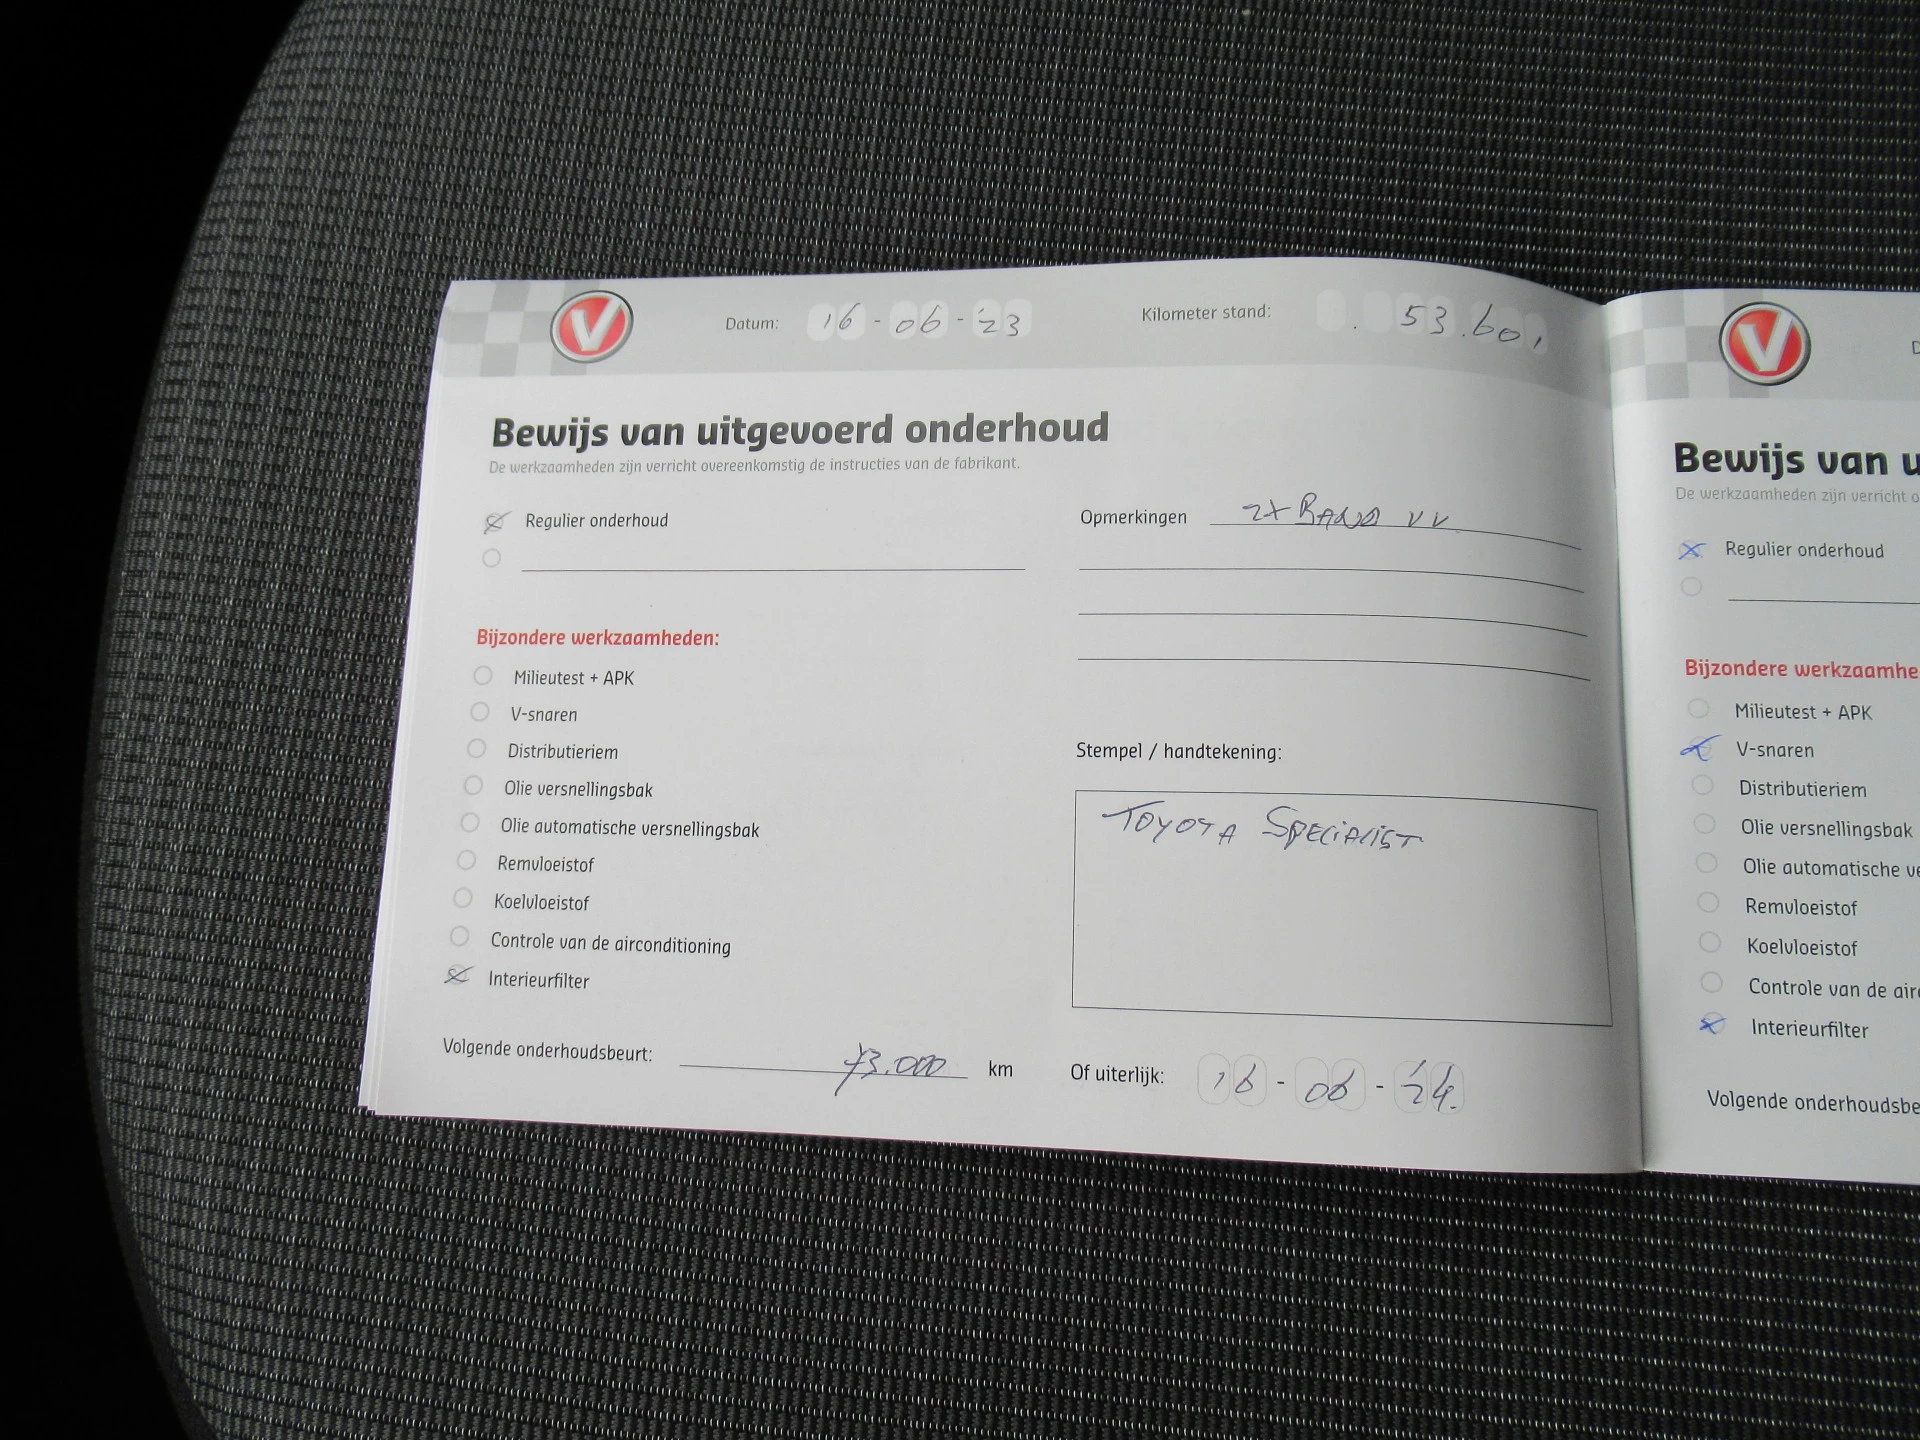 V
Datum: 16 - 06 - '23
Kilometer stand: . 53.601
Bewijs van uitgevoerd onderhoud
De werkzaamheden zijn verricht overeenkomstig de instructies van de fabrikant.
Regulier onderhoud
Opmerkingen 2x BAND VV
Bijzondere werkzaamheden:
Milieutest + APK
V-snaren
Distributieriem
Olie versnellingsbak
Olie automatische versnellingsbak
Remvloeistof
Koelvloeistof
Controle van de airconditioning
Interieurfilter
Stempel / handtekening:
TOYOTA SPECIALIST
Volgende onderhoudsbeurt: 73.000 km
Of uiterlijk: 16 - 06 - '24.
V
D
Bewijs van u
De werkzaamheden zijn verricht o
Regulier onderhoud
Bijzondere werkzaamhe
Milieutest + APK
V-snaren
Distributieriem
Olie versnellingsbak
Olie automatische ve
Remvloeistof
Koelvloeistof
Controle van de airc
Interieurfilter
Volgende onderhoudsbe